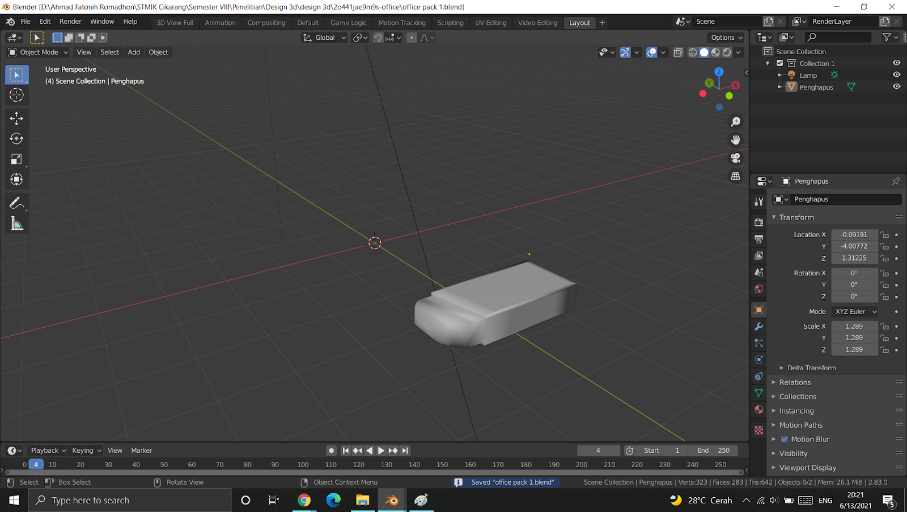 Blender [D:\Ahmad Fatonih Romadhon\STMIK Cikarang\Semester VIII\Penelitian\Design 3d\design 3d\2o441jae9m9s-office\office pack 1.blend]
File Edit Render Window Help 3D View Full Animation Compositing Default Game Logic Motion Tracking Scripting UV Editing Video Editing Layout Scene RenderLayer
Global Options
Object Mode View Select Add Object
User Perspective
(4) Scene Collection | Penghapus
Z
Y
X
Scene Collection
Collection 1
Lamp
Penghapus
Penghapus
Penghapus
Transform
Location X -0.09191
Y -4.00772
Z 1.31225
Rotation X 0°
Y 0°
Z 0°
Mode XYZ Euler
Scale X 1.289
Y 1.289
Z 1.289
Delta Transform
Relations
Collections
Instancing
Motion Paths
Motion Blur
Visibility
Viewport Display
Playback Keying View Marker 4 Start 1 End 250
0 4 10 20 30 40 50 60 70 80 90 100 110 120 130 140 150 160 170 180 190 200 210 220 230 240 250
Select Box Select Rotate View Object Context Menu Saved "office pack 1.blend" Scene Collection | Penghapus | Verts:323 | Faces:283 | Tris:642 | Objects:0/2 | Mem: 26.1 MiB | 2.83.0
Type here to search 28°C Cerah ENG 20:21
6/13/2021 5